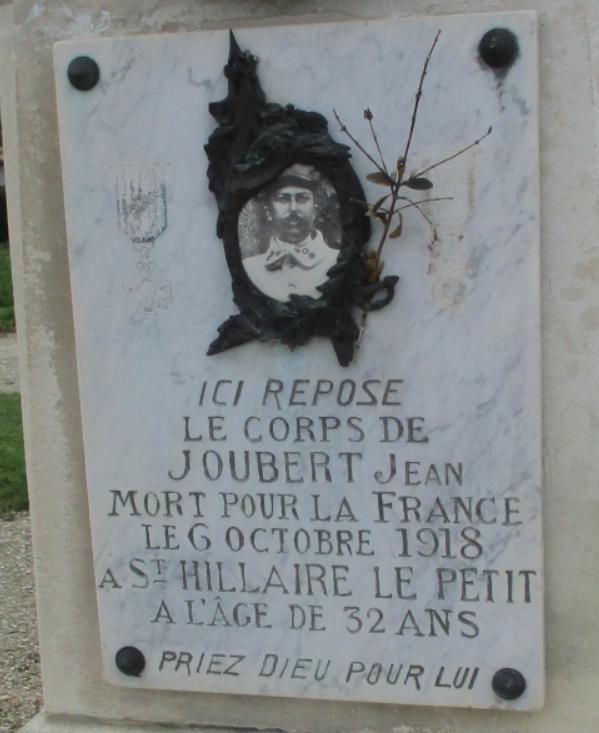 ICI REPOSE
LE CORPS DE
JOUBERT JEAN
MORT POUR LA FRANCE
LE 6 OCTOBRE 1918
A ST HILLAIRE LE PETIT
A L'ÂGE DE 32 ANS
PRIEZ DIEU POUR LUI